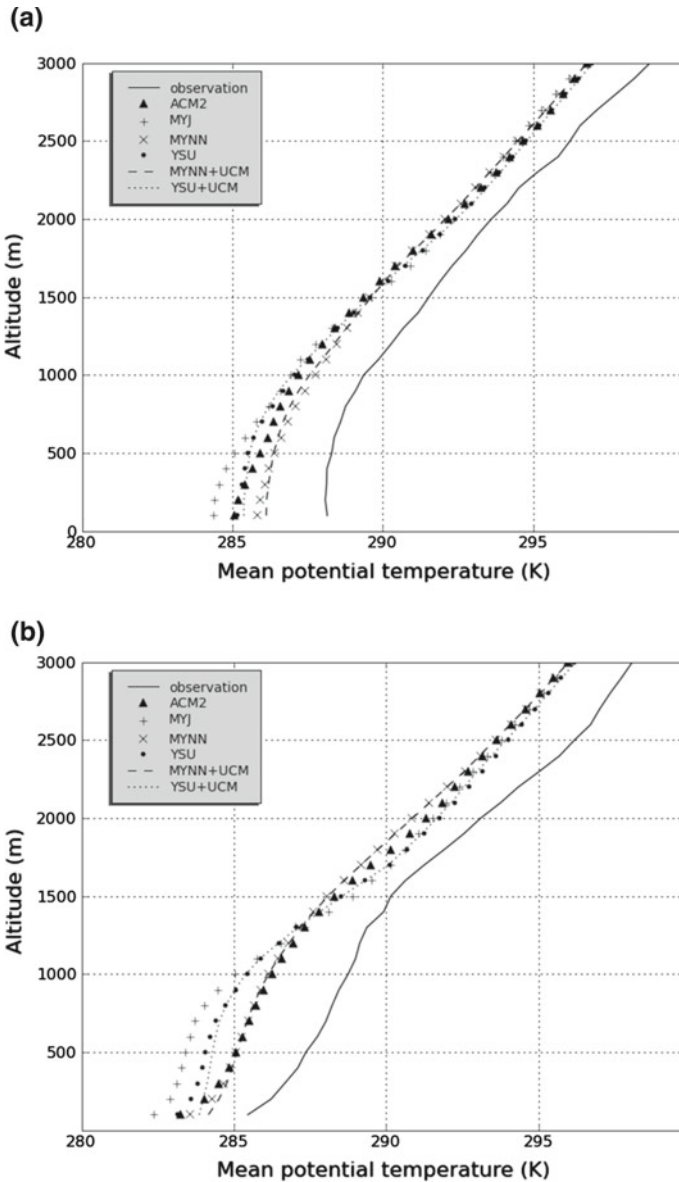 (a)
3000
2500
2000
1500
1000
500
0
Altitude (m)
observation
ACM2
MYJ
MYNN
YSU
MYNN+UCM
YSU+UCM
280
285
290
295
Mean potential temperature (K)
(b)
3000
2500
2000
1500
1000
500
Altitude (m)
observation
ACM2
MYJ
MYNN
YSU
MYNN+UCM
YSU+UCM
280
285
290
295
Mean potential temperature (K)